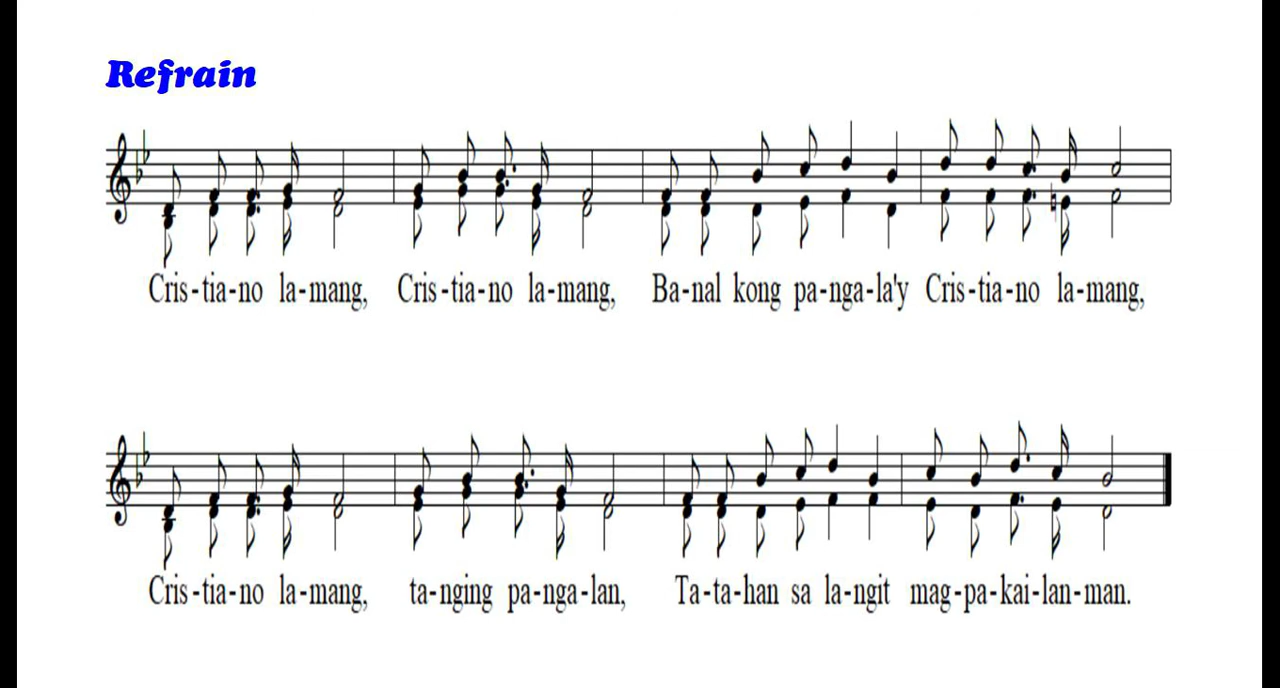 Refrain
Cris-tia-no la-mang, Cris-tia-no la-mang, Ba-nal kong pa-nga-la'y Cris-tia-no la-mang,
Cris-tia-no la-mang, ta-nging pa-nga-lan, Ta-ta-han sa la-ngit mag-pa-kai-lan-man.